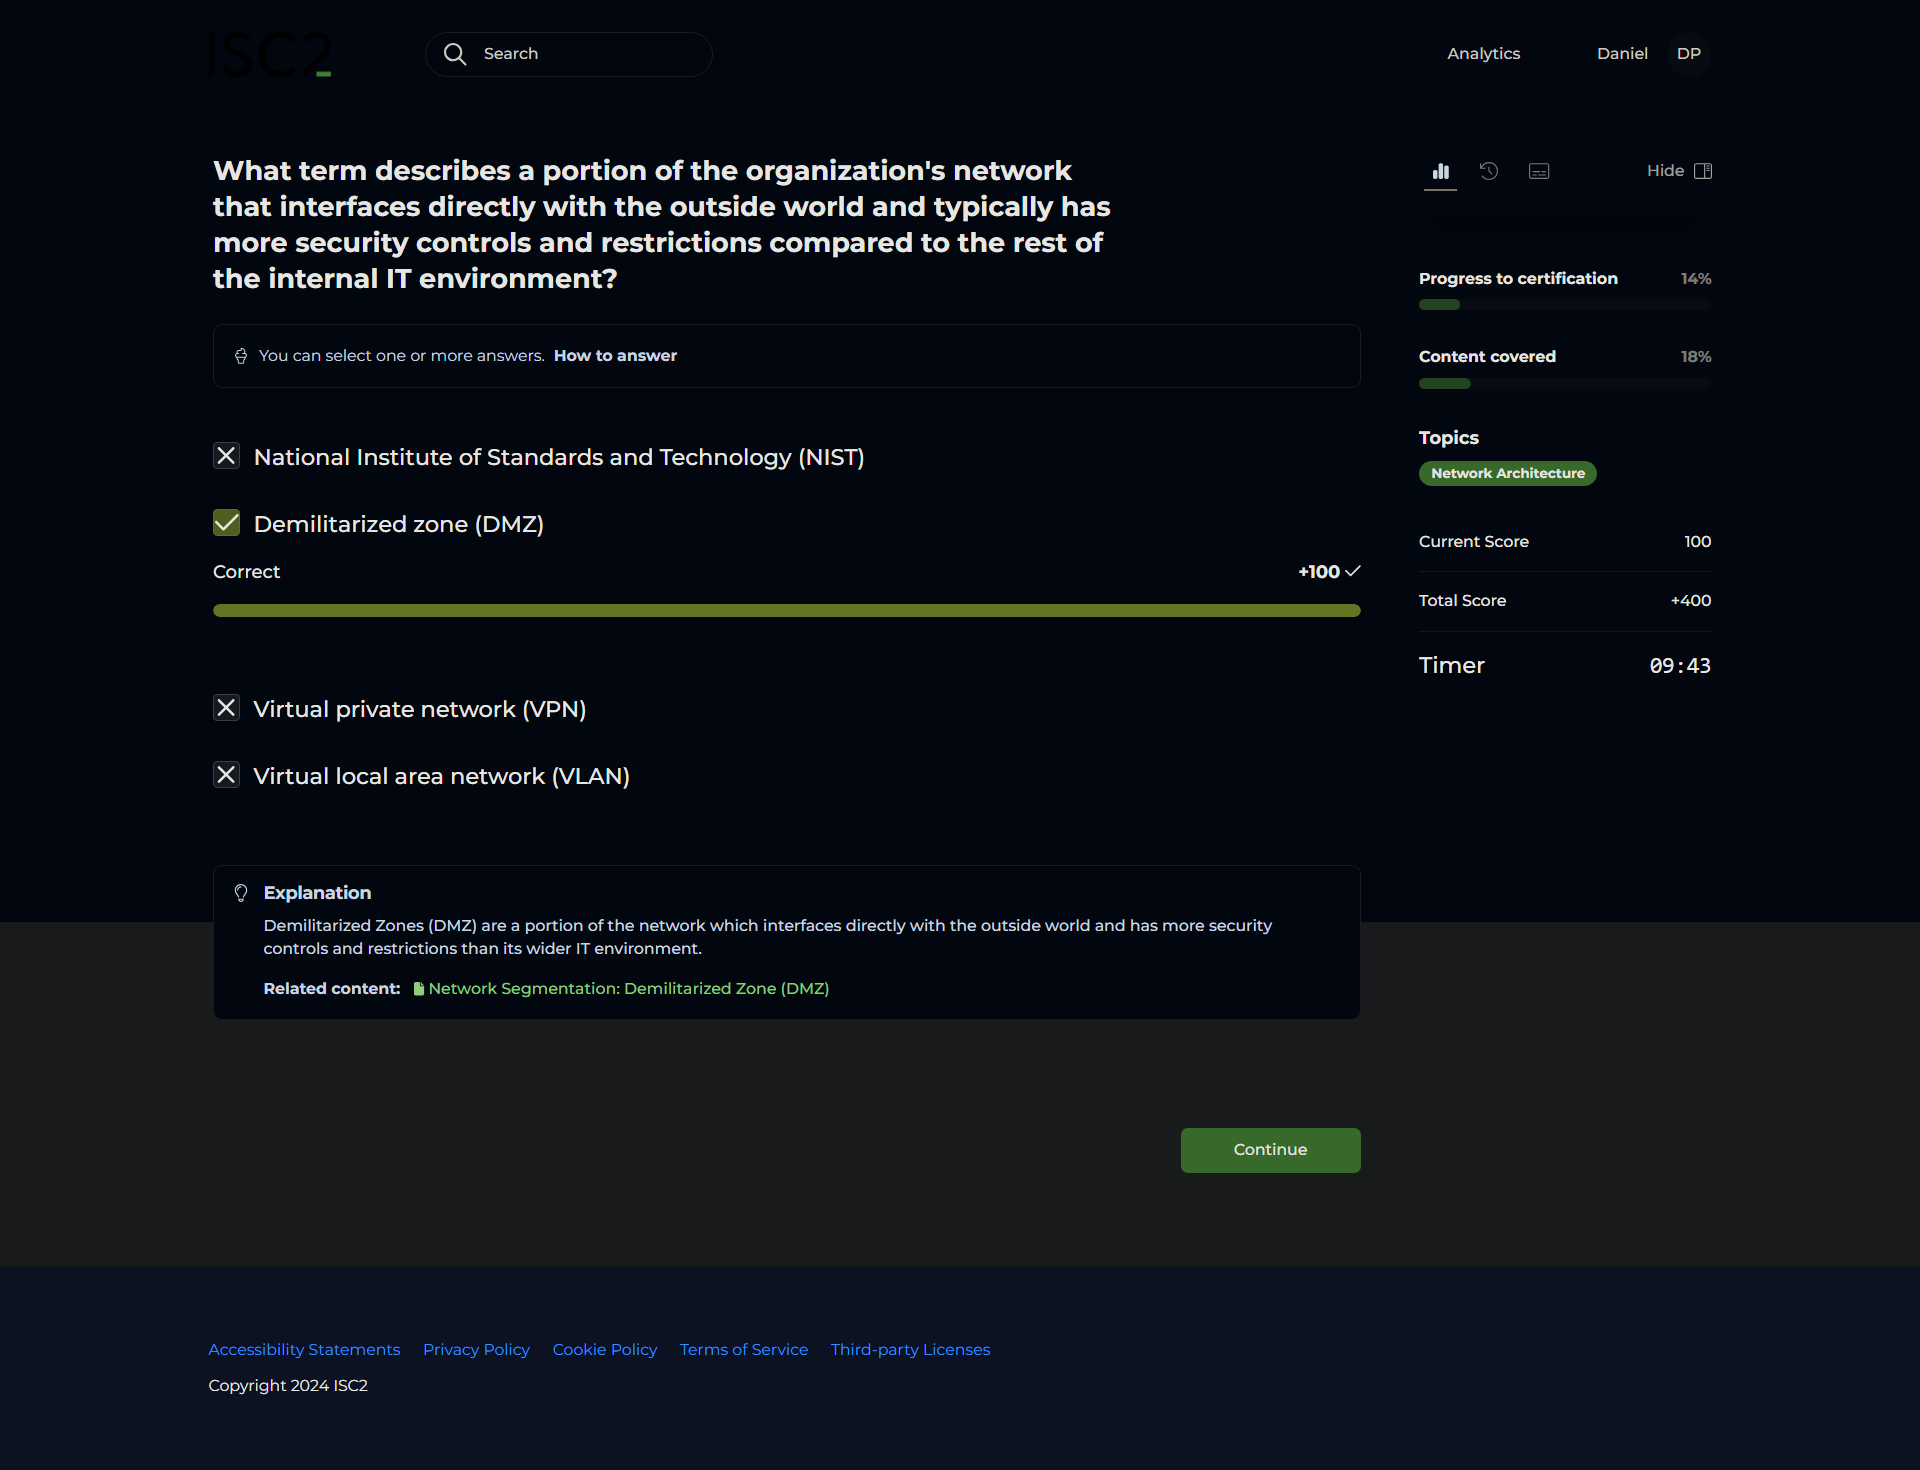 ISC2
Search
Analytics
Daniel
DP
What term describes a portion of the organization's network
that interfaces directly with the outside world and typically has
more security controls and restrictions compared to the rest of
the internal IT environment?
You can select one or more answers. How to answer
National Institute of Standards and Technology (NIST)
Demilitarized zone (DMZ)
Correct
+100
Virtual private network (VPN)
Virtual local area network (VLAN)
Explanation
Demilitarized Zones (DMZ) are a portion of the network which interfaces directly with the outside world and has more security
controls and restrictions than its wider IT environment.
Related content: Network Segmentation: Demilitarized Zone (DMZ)
Continue
Hide
Progress to certification 14%
Content covered 18%
Topics
Network Architecture
Current Score 100
Total Score +400
Timer 09:43
Accessibility Statements Privacy Policy Cookie Policy Terms of Service Third-party Licenses
Copyright 2024 ISC2